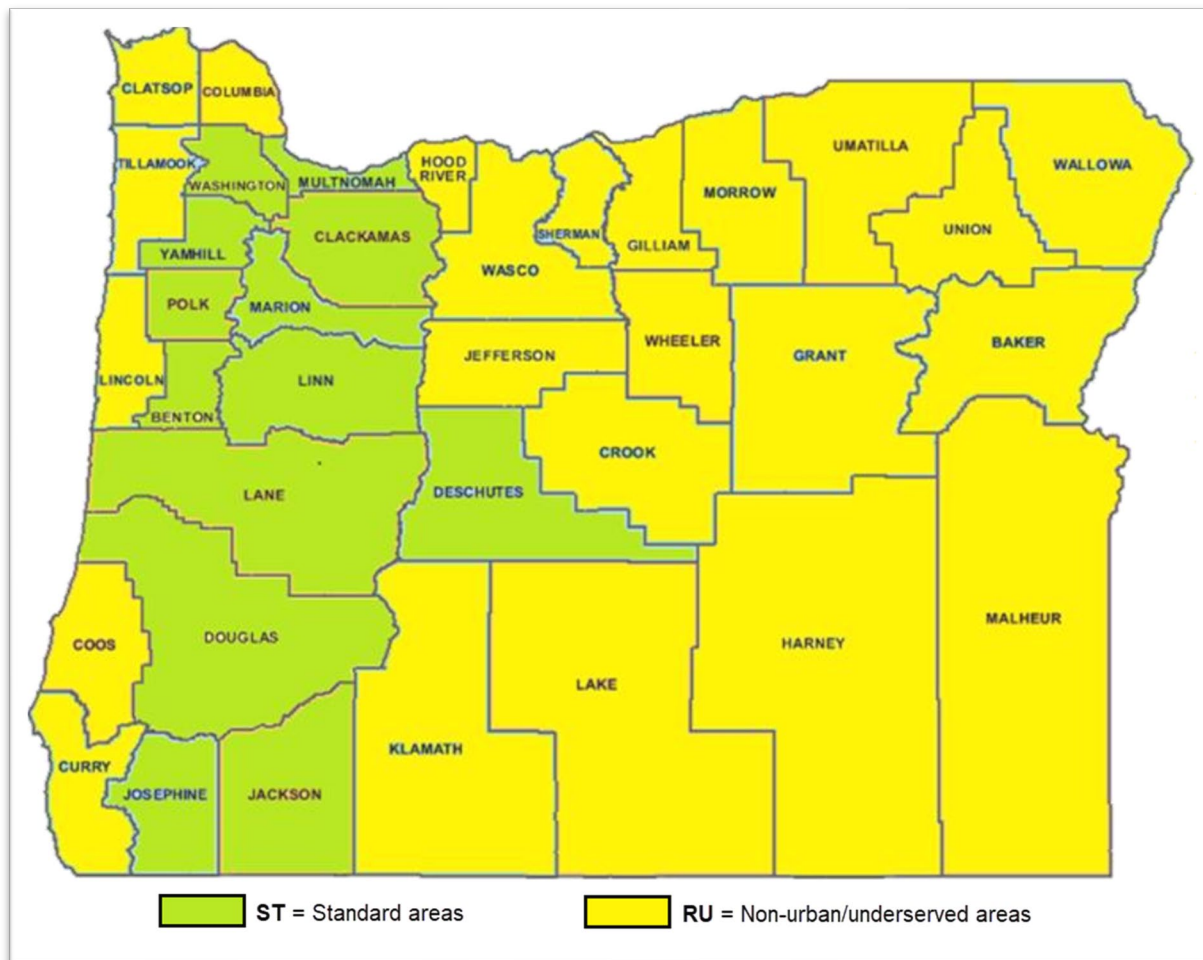 CLATSOP
COLUMBIA
TILLAMOOK
WASHINGTON
MULTNOMAH
HOOD
RIVER
UMATILLA
WALLOWA
MORROW
YAMHILL
CLACKAMAS
SHERMAN
GILLIAM
UNION
WASCO
POLK
MARION
LINCOLN
LINN
JEFFERSON
WHEELER
GRANT
BAKER
BENTON
CROOK
LANE
DESCHUTES
COOS
DOUGLAS
LAKE
HARNEY
MALHEUR
CURRY
JOSEPHINE
JACKSON
KLAMATH
ST = Standard areas
RU = Non-urban/underserved areas